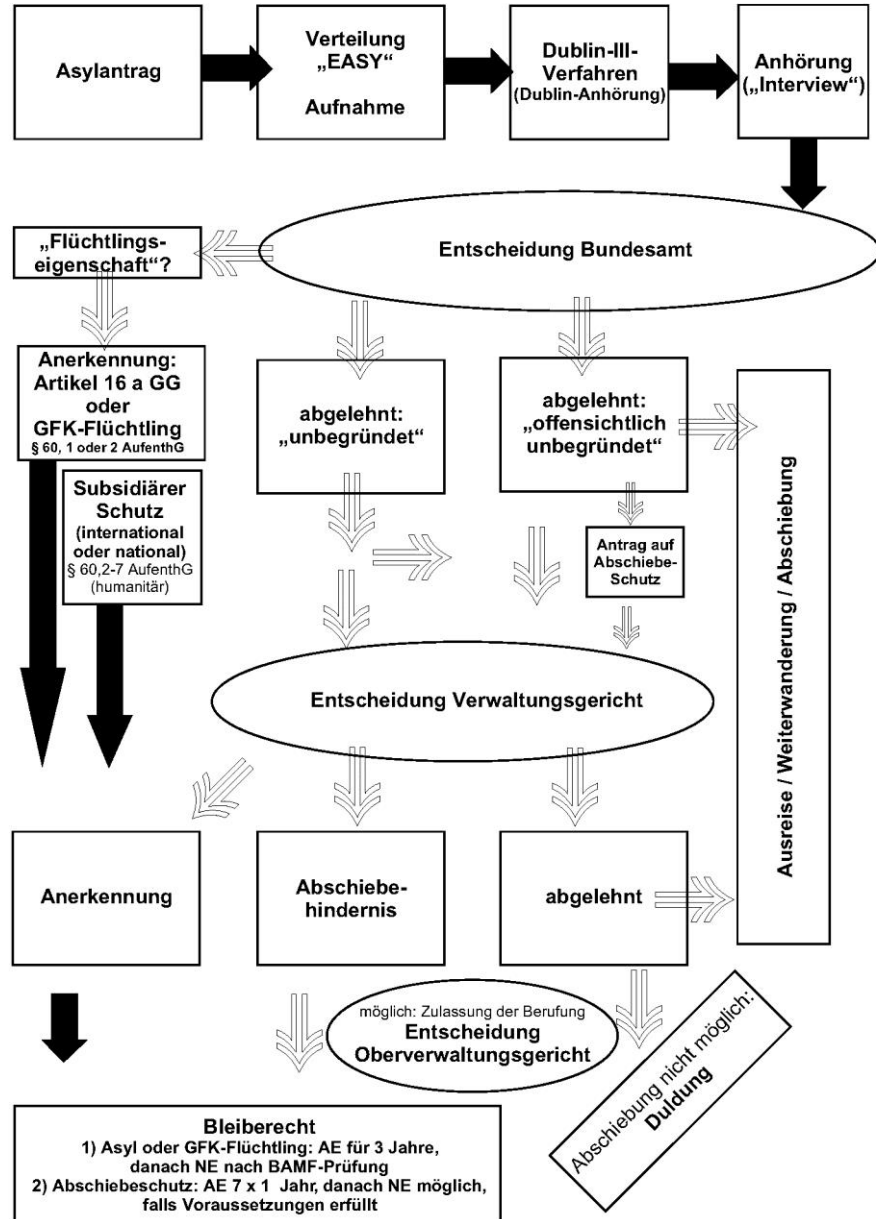 Asylantrag
Verteilung
„EASY“
Aufnahme
Dublin-III-
Verfahren
(Dublin-Anhörung)
Anhörung
(„Interview“)
„Flüchtlings-
eigenschaft“?
Entscheidung Bundesamt
Anerkennung:
Artikel 16 a GG
oder
GFK-Flüchtling
§ 60, 1 oder 2 AufenthG
abgelehnt:
„unbegründet“
abgelehnt:
„offensichtlich
unbegründet“
Subsidiärer
Schutz
(international
oder national)
§ 60,2-7 AufenthG
(humanitär)
Antrag auf
Abschiebe-
Schutz
Ausreise / Weiterwanderung / Abschiebung
Entscheidung Verwaltungsgericht
Anerkennung
Abschiebe-
hindernis
abgelehnt
möglich: Zulassung der Berufung
Entscheidung
Oberverwaltungsgericht
Abschiebung nicht möglich:
Duldung
Bleiberecht
1) Asyl oder GFK-Flüchtling: AE für 3 Jahre,
danach NE nach BAMF-Prüfung
2) Abschiebeschutz: AE 7 x 1 Jahr, danach NE möglich,
falls Voraussetzungen erfüllt